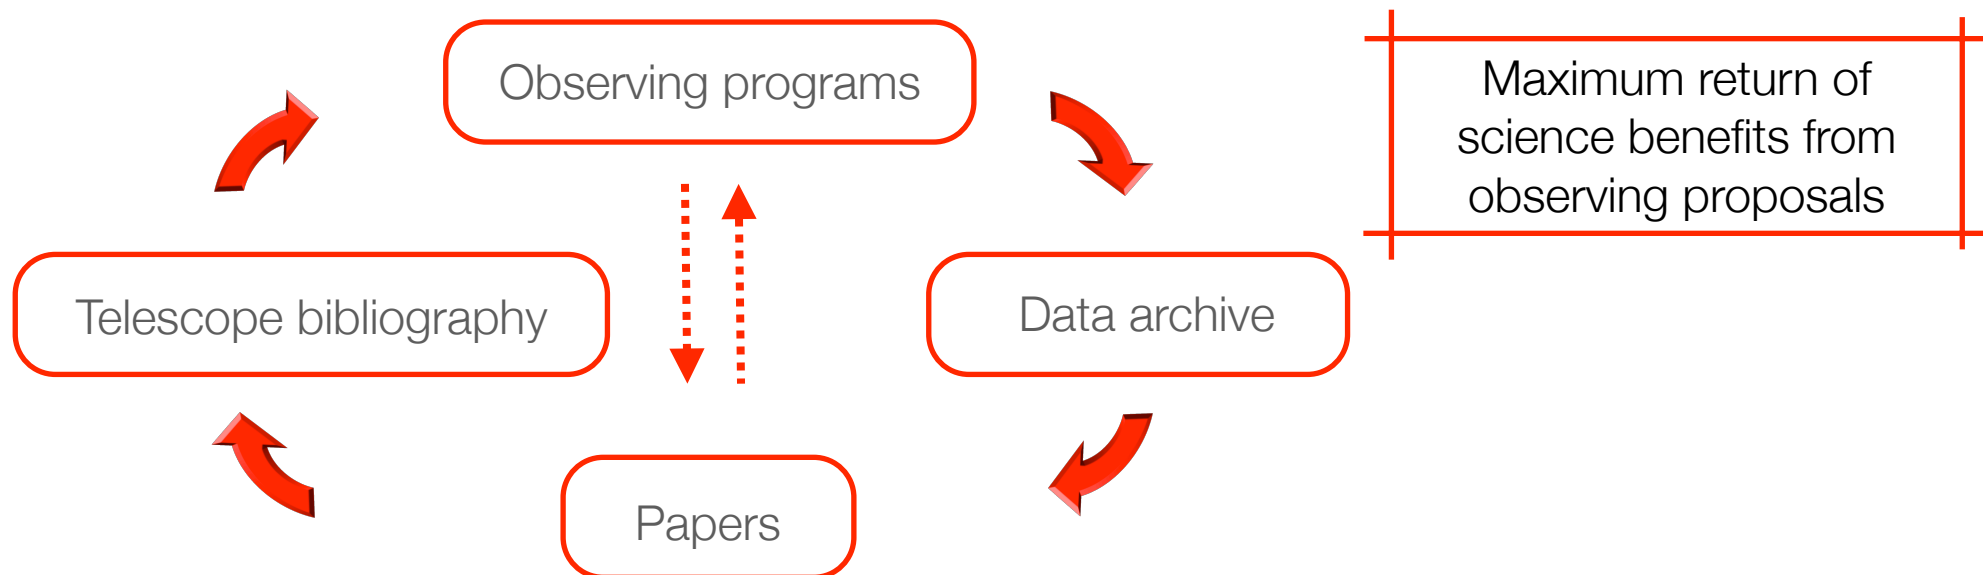 Observing programs
Maximum return of
science benefits from
observing proposals
Telescope bibliography
Data archive
Papers